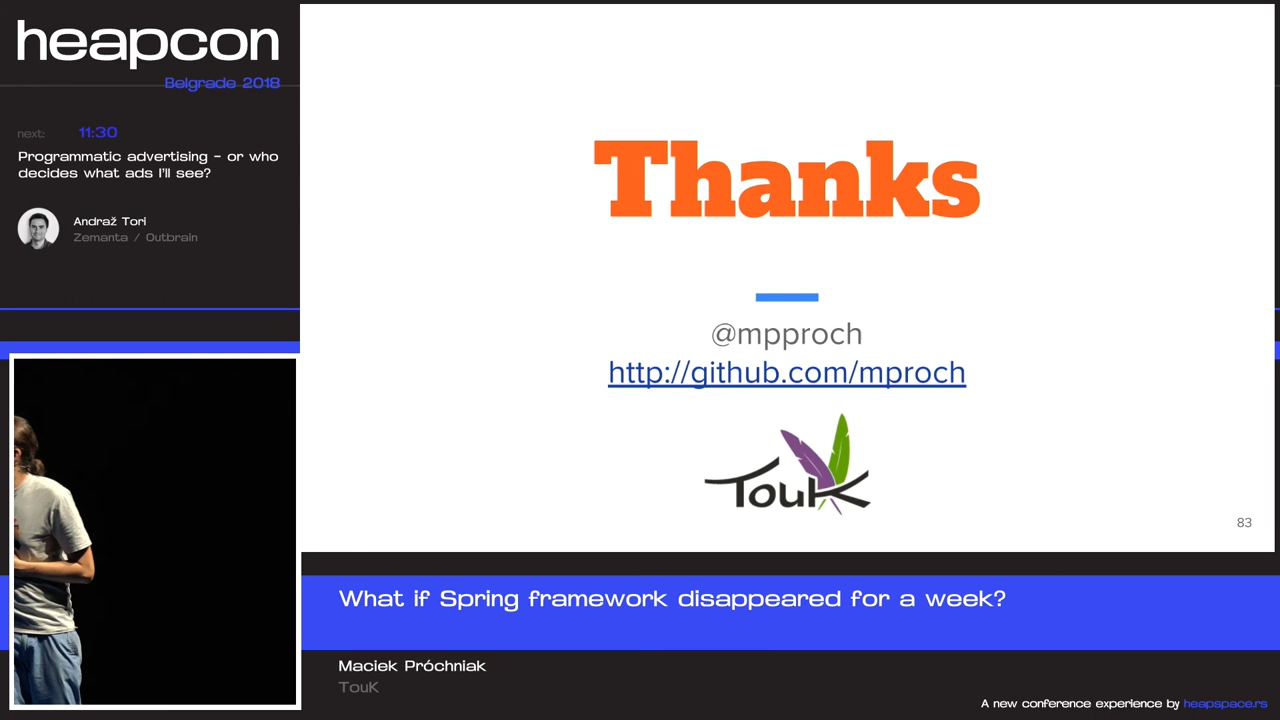 heapcon
Belgrade 2018
next: 11:30
Programmatic advertising - or who
decides what ads I'll see?
Andraž Tori
Zemanta / Outbrain
Thanks
@mpproch
http://github.com/mproch
TouK
83
What if Spring framework disappeared for a week?
Maciek Próchniak
TouK
A new conference experience by heapspace.rs